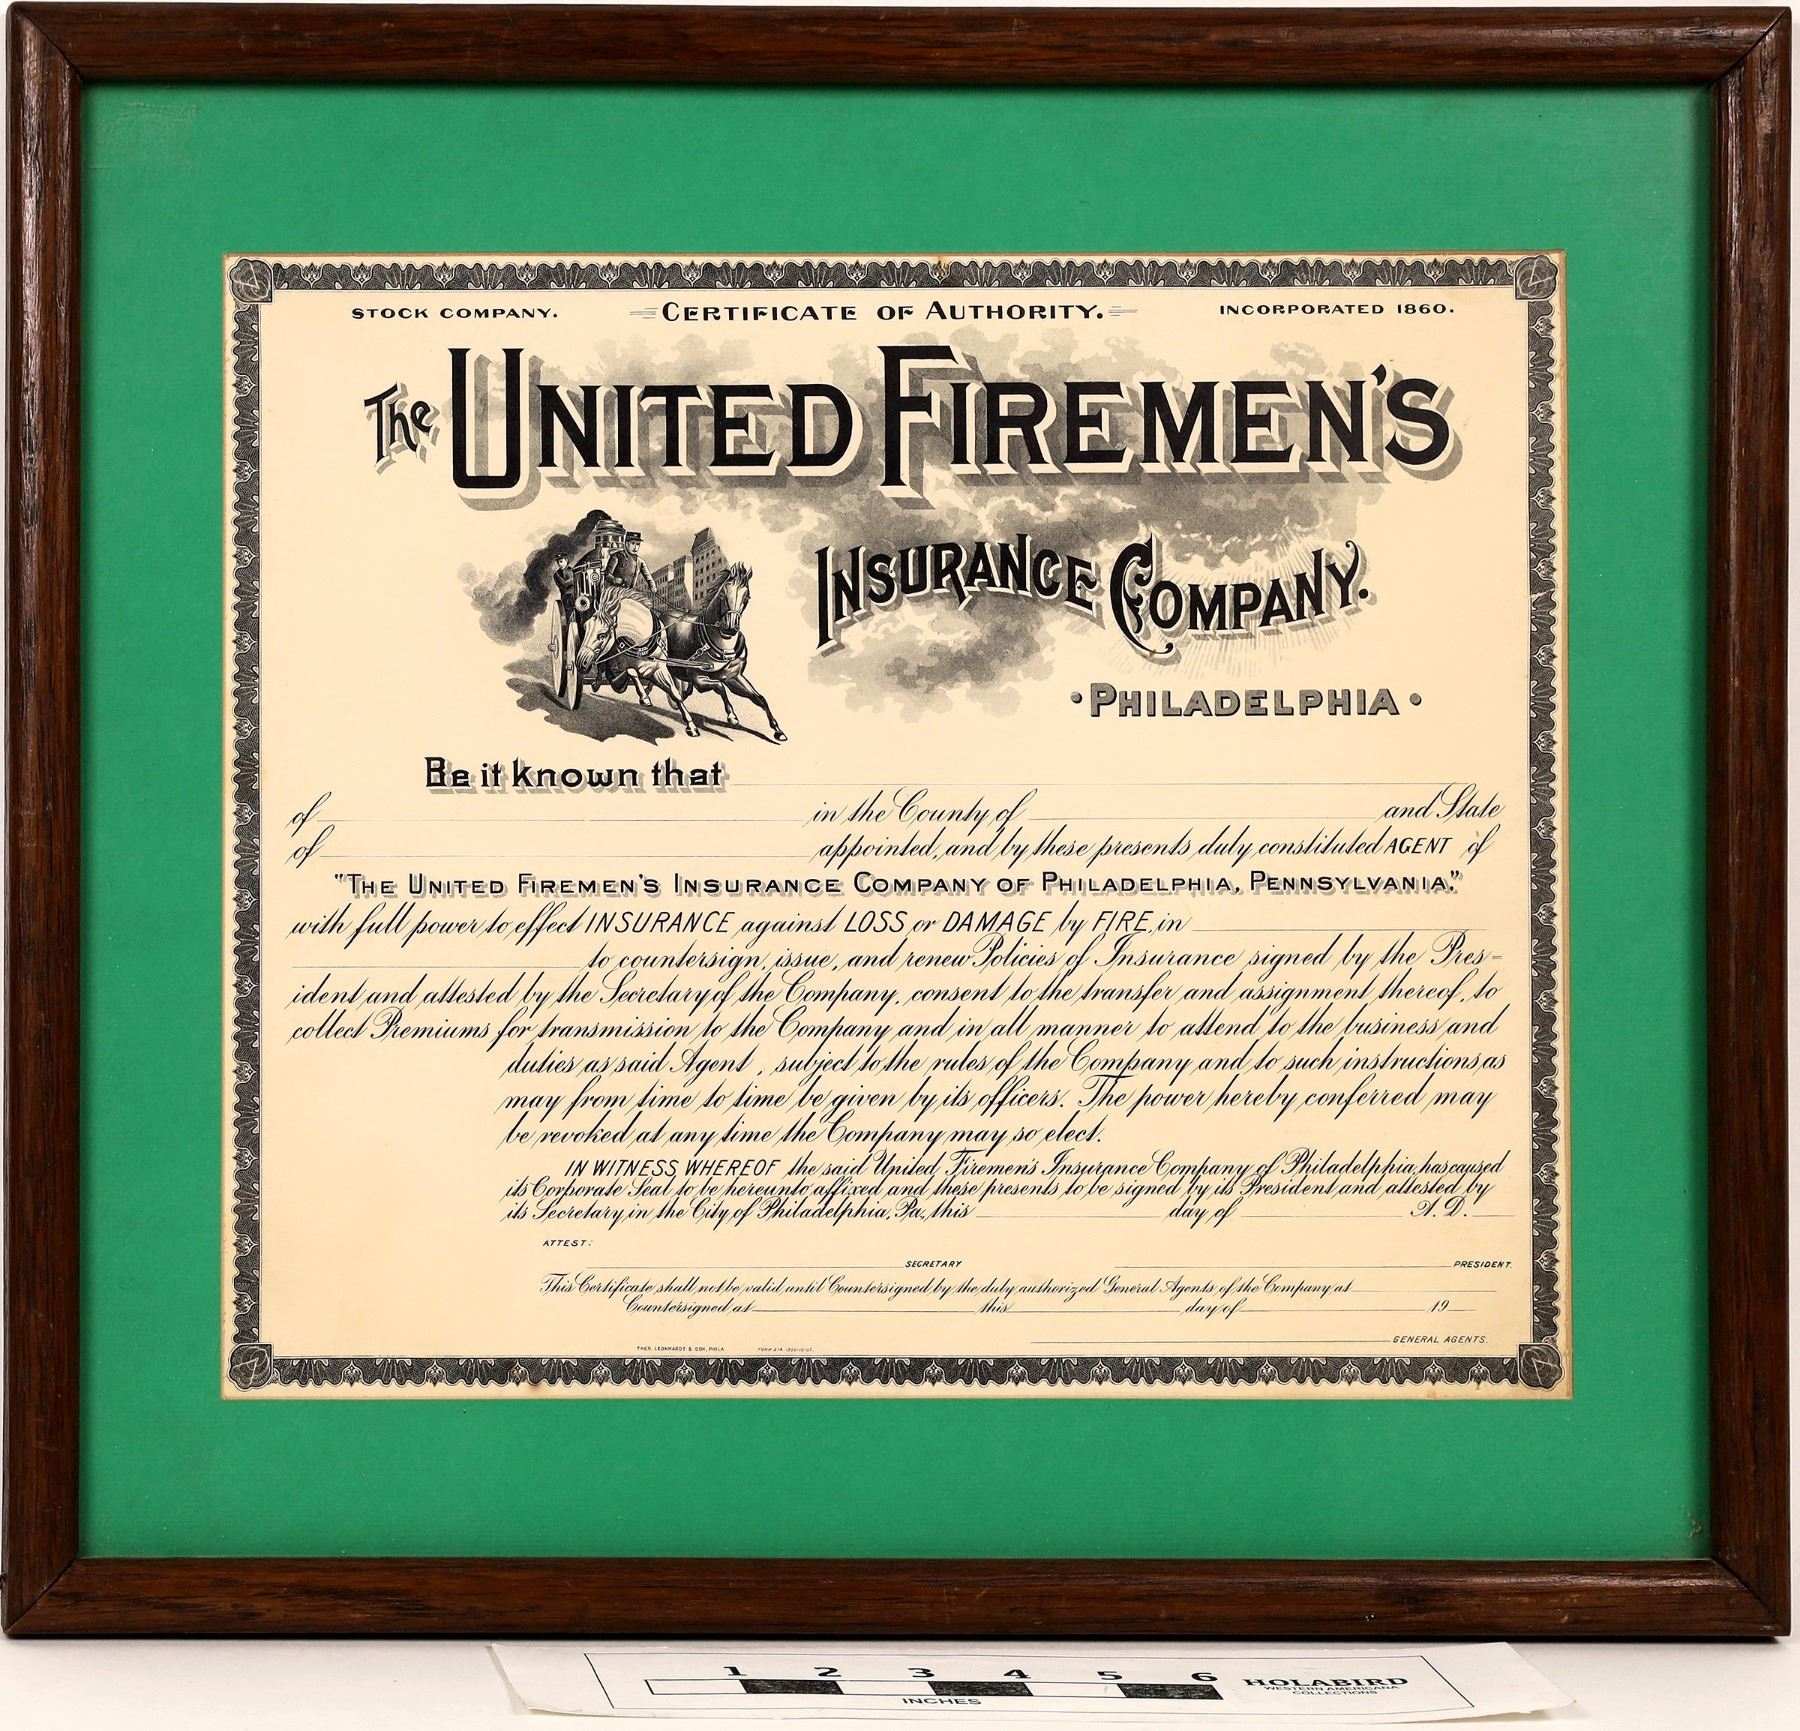 STOCK COMPANY. CERTIFICATE OF AUTHORITY. INCORPORATED 1860.
The UNITED FIREMEN'S
INSURANCE COMPANY.
• PHILADELPHIA •
Be it known that
of in the County of and State
of appointed, and by these presents duly constituted AGENT of
"THE UNITED FIREMEN'S INSURANCE COMPANY OF PHILADELPHIA, PENNSYLVANIA,"
with full power to effect INSURANCE against LOSS or DAMAGE by FIRE, in
to countersign, issue, and renew Policies of Insurance signed by the Pres=
ident and attested by the Secretary of the Company, consent to the transfer and assignment thereof, to
collect Premiums for transmission to the Company and in all manner to attend to the business and
duties as said Agent, subject to the rules of the Company and to such instructions as
may from time to time be given by its officers. The power hereby conferred may
be revoked at any time the Company may so elect.
IN WITNESS WHEREOF the said United Firemen's Insurance Company of Philadelphia, has caused
its Corporate Seal to be hereunto affixed and these presents to be signed by its President and attested by
its Secretary, in the City of Philadelphia, Pa., this day of A. D.
ATTEST:
SECRETARY PRESIDENT.
This Certificate shall not be valid until Countersigned by the duly authorized General Agents of the Company at
Countersigned at this day of 19
GENERAL AGENTS.
THEO. LEONHARDT & SON, PHILA.
1 2 3 4 5 6
INCHES
HOLABIRD
WESTERN AMERICANA
COLLECTIONS